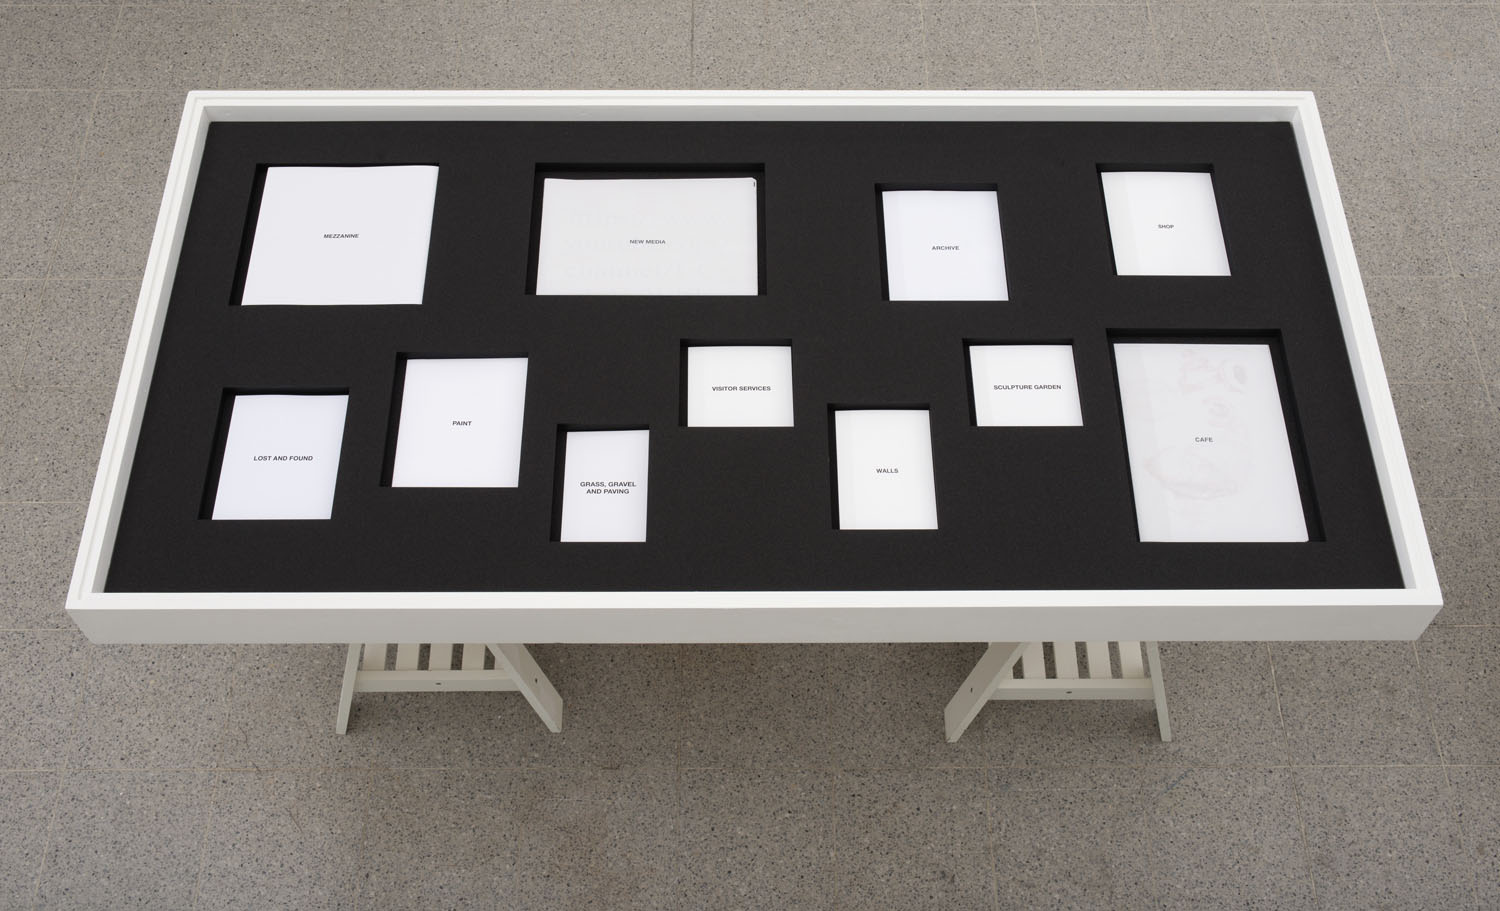 MEZZANINE
NEW MEDIA
ARCHIVE
SHOP
LOST AND FOUND
PAINT
GRASS, GRAVEL
AND PAVING
VISITOR SERVICES
WALLS
SCULPTURE GARDEN
CAFE